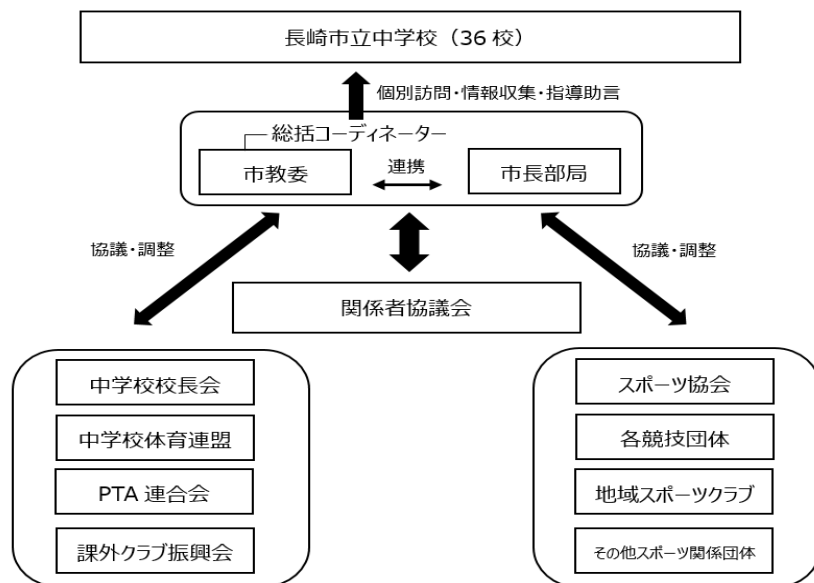 長崎市立中学校（36 校）
個別訪問・情報収集・指導助言
総括コーディネーター
市教委
連携
市長部局
協議・調整
協議・調整
関係者協議会
中学校校長会
中学校体育連盟
PTA 連合会
課外クラブ振興会
スポーツ協会
各競技団体
地域スポーツクラブ
その他スポーツ関係団体